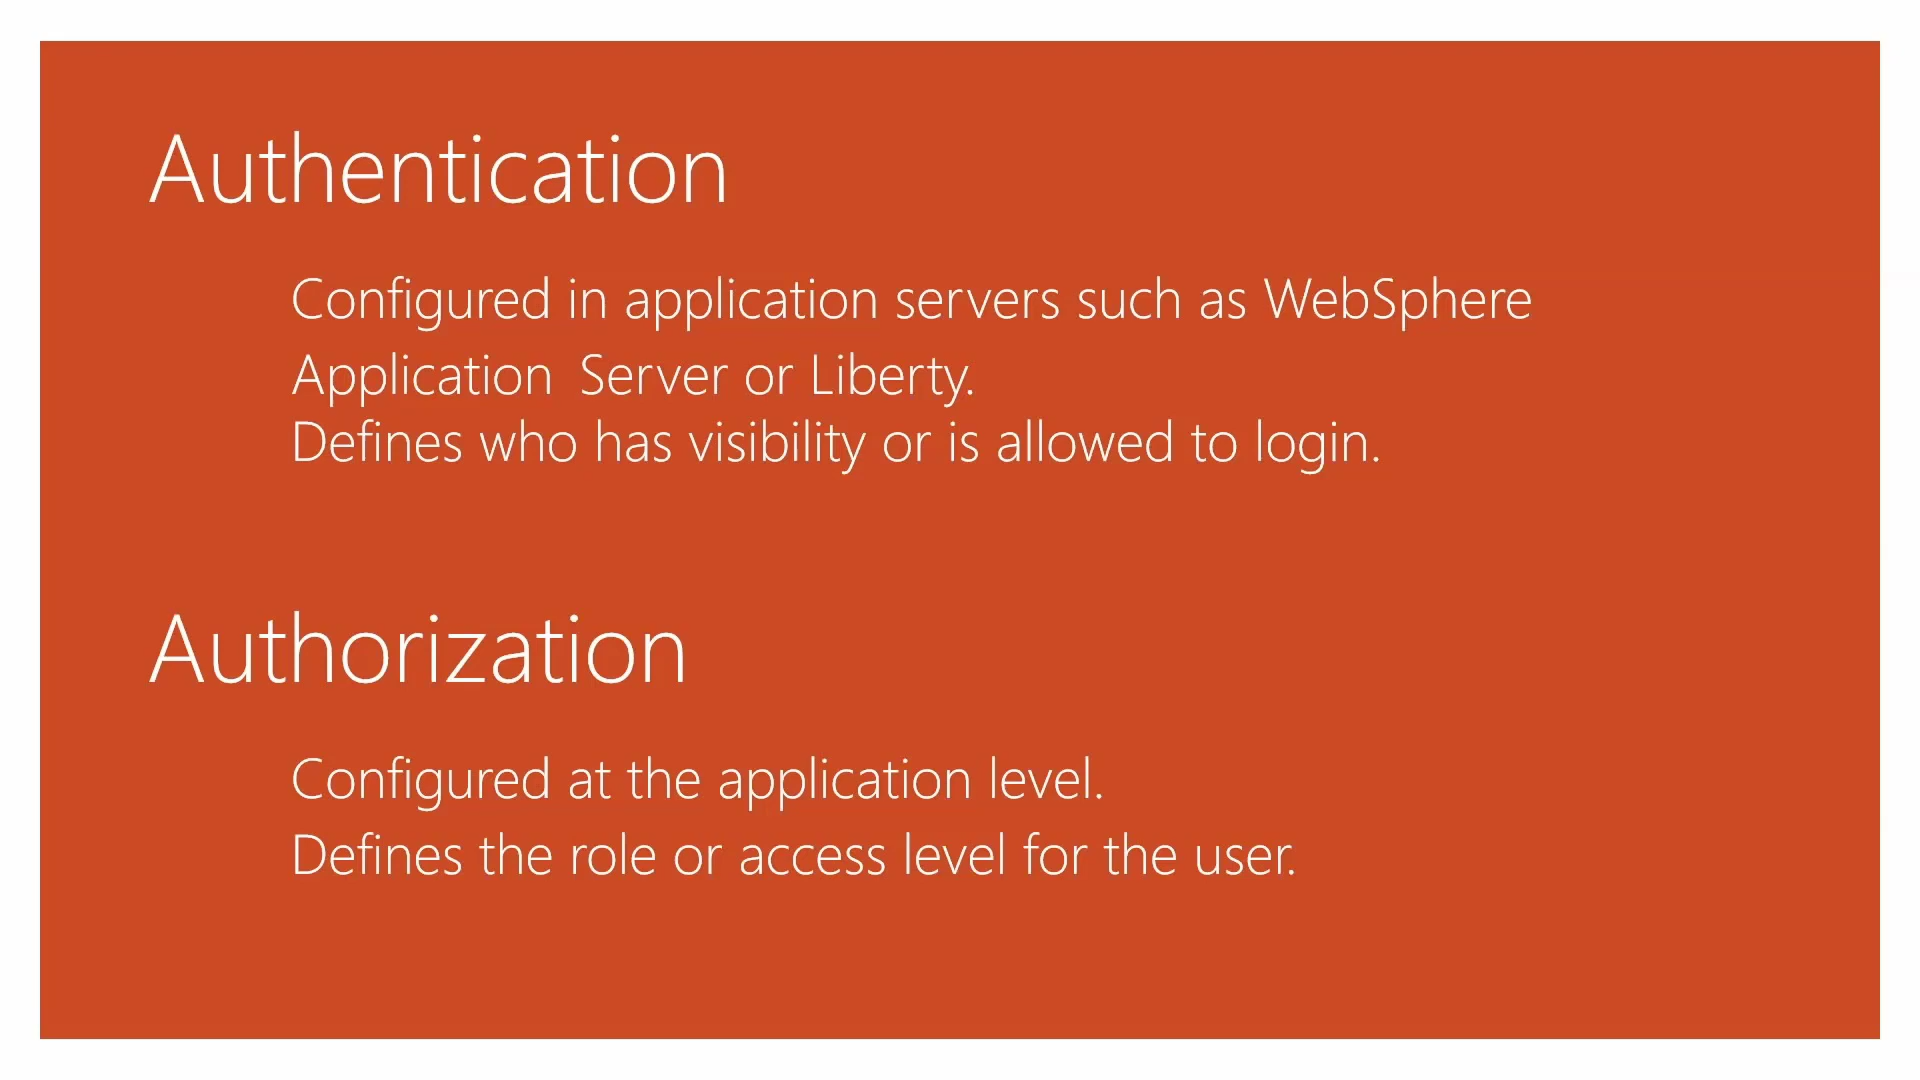 Authentication
Configured in application servers such as WebSphere
Application  Server or Liberty.
Defines who has visibility or is allowed to login.
Authorization
Configured at the application level.
Defines the role or access level for the user.